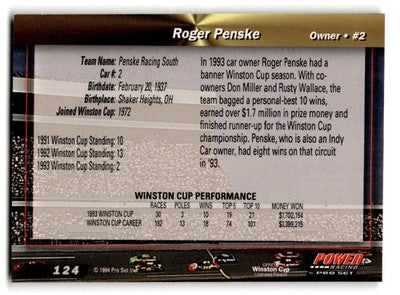 Roger Penske
Owner • #2
Team Name: Penske Racing South
Car #: 2
Birthdate: February 20, 1937
Birthplace: Shaker Heights, OH
Joined Winston Cup: 1972
1991 Winston Cup Standing: 10
1992 Winston Cup Standing: 13
1993 Winston Cup Standing: 2
In 1993 car owner Roger Penske had
a banner Winston Cup season. With co-
owners Don Miller and Rusty Wallace, the
team bagged a personal-best 10 wins,
earned over $1.7 million in prize money and
finished runner-up for the Winston Cup
championship. Penske, who is also an
Indy Car owner, had eight wins on that circuit
in '93.
WINSTON CUP PERFORMANCE
RACES POLES WINS TOP 5 TOP 10 MONEY WON
1993 WINSTON CUP 30 3 10 19 21 $1,702,154
WINSTON CUP CAREER 192 13 18 74 101
124
© 1994 Pro Set Inc.
Winston Cup
POWER
RACING
PRO SET